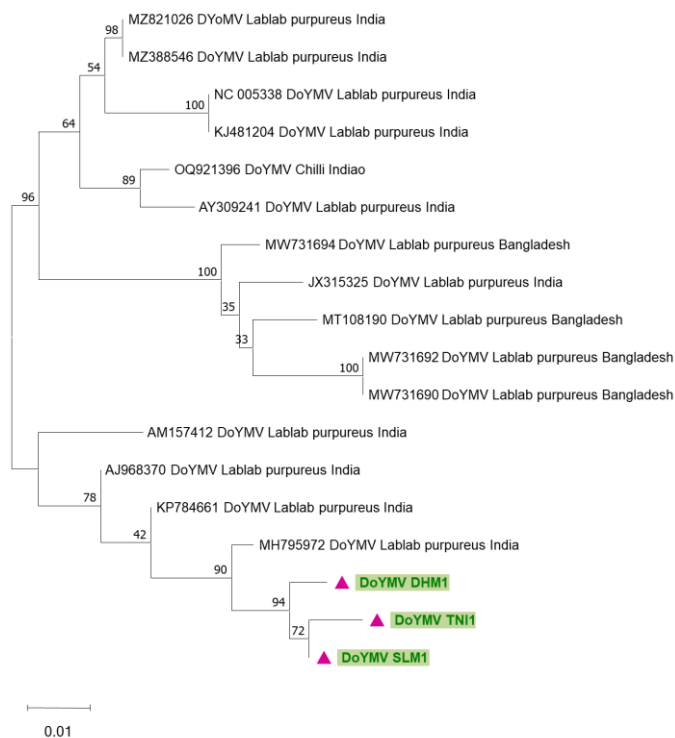 MZ821026 DYoMV Lablab purpureus India
98
MZ388546 DoYMV Lablab purpureus India
54
NC 005338 DoYMV Lablab purpureus India
100
KJ481204 DoYMV Lablab purpureus India
64
OQ921396 DoYMV Chilli Indiao
89
AY309241 DoYMV Lablab purpureus India
96
MW731694 DoYMV Lablab purpureus Bangladesh
100
JX315325 DoYMV Lablab purpureus India
35
MT108190 DoYMV Lablab purpureus Bangladesh
33
MW731692 DoYMV Lablab purpureus Bangladesh
100
MW731690 DoYMV Lablab purpureus Bangladesh
AM157412 DoYMV Lablab purpureus India
AJ968370 DoYMV Lablab purpureus India
78
KP784661 DoYMV Lablab purpureus India
42
MH795972 DoYMV Lablab purpureus India
90
DoYMV DHM1
94
DoYMV TNI1
72
DoYMV SLM1
0.01